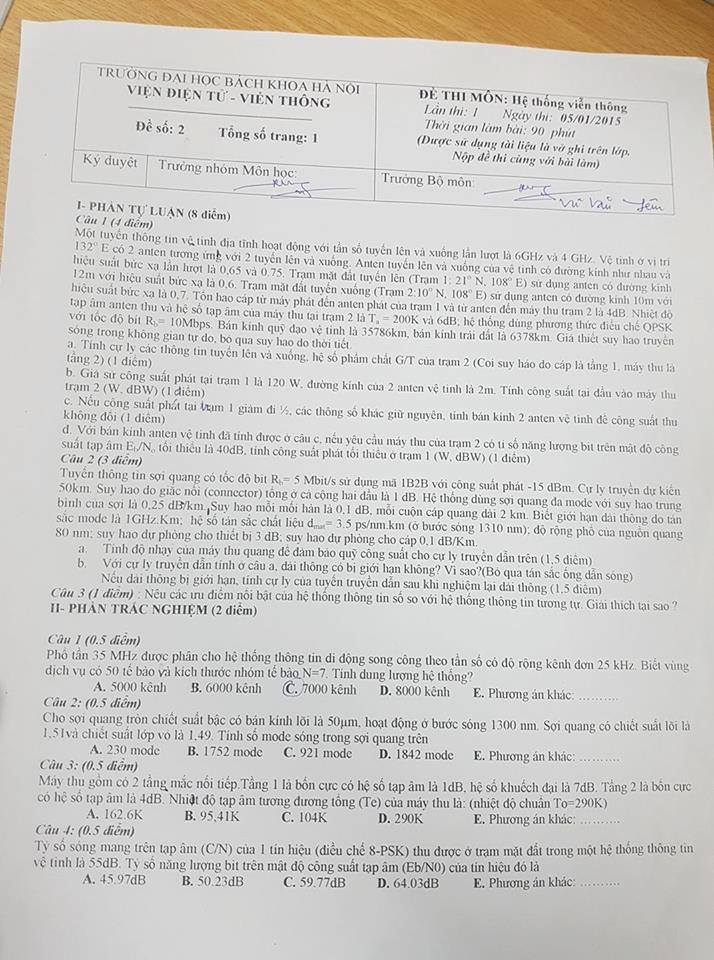 TRƯỜNG ĐẠI HỌC BÁCH KHOA HÀ NỘI
VIỆN ĐIỆN TỬ - VIỄN THÔNG
Đề số: 2 Tổng số trang: 1
ĐỀ THI MÔN: Hệ thống viễn thông
Lần thi: 1 Ngày thi: 05/01/2015
Thời gian làm bài: 90 phút
(Được sử dụng tài liệu là vở ghi trên lớp.
Nộp đề thi cùng với bài làm)
Ký duyệt
Trưởng nhóm Môn học:
Trưởng Bộ môn:
I- PHẦN TỰ LUẬN (8 điểm)
Câu 1 (4 điểm)
Một tuyến thông tin vệ tinh địa tĩnh hoạt động với tần số tuyến lên và xuống lần lượt là 6GHz và 4 GHz. Vệ tinh ở vị trí
132° E có 2 anten tương ứng với 2 tuyến lên và xuống. Anten tuyến lên và xuống của vệ tinh có đường kính như nhau và
hiệu suất bức xạ lần lượt là 0,65 và 0.75. Trạm mặt đất tuyến lên (Trạm 1: 21° N, 108° E) sử dụng anten có đường kính
12m với hiệu suất bức xạ là 0,6. Trạm mặt đất tuyến xuống (Trạm 2:10° N, 108° E) sử dụng anten có đường kính 10m với
hiệu suất bức xạ là 0,7. Tổn hao cáp từ máy phát đến anten phát của trạm 1 và từ anten đến máy thu trạm 2 là 4dB. Nhiệt độ
tạp âm anten thu và hệ số tạp âm của máy thu tại trạm 2 là Tₐ = 200K và 6dB; hệ thống dùng phương thức điều chế QPSK
với tốc độ bit R_b= 10Mbps. Bán kính quỹ đạo vệ tinh là 35786km, bán kính trái đất là 6378km. Giả thiết suy hao truyền
sóng trong không gian tự do, bỏ qua suy hao do thời tiết.
a. Tính cự ly các thông tin tuyến lên và xuống, hệ số phẩm chất G/T của trạm 2 (Coi suy hao do cáp là tầng 1, máy thu là
tầng 2) (1 điểm)
b. Giả sử công suất phát tại trạm 1 là 120 W, đường kính của 2 anten vệ tinh là 2m. Tính công suất tại đầu vào máy thu
trạm 2 (W, dBW) (1 điểm)
c. Nếu công suất phát tại trạm 1 giảm đi ½, các thông số khác giữ nguyên, tính bán kính 2 anten vệ tinh để công suất thu
không đổi (1 điểm)
d. Với bán kính anten vệ tinh đã tính được ở câu c, nếu yêu cầu máy thu của trạm 2 có tỉ số năng lượng bit trên mật độ công
suất tạp âm E_b/N_o tối thiểu là 40dB, tính công suất phát tối thiểu ở trạm 1 (W, dBW) (1 điểm)
Câu 2 (3 điểm)
Tuyến thông tin sợi quang có tốc độ bit R_b= 5 Mbit/s sử dụng mã 1B2B với công suất phát -15 dBm. Cự ly truyền dự kiến
50km. Suy hao do giắc nối (connector) tổng ở cả cộng hai đầu là 1 dB. Hệ thống dùng sợi quang đa mode với suy hao trung
bình của sợi là 0,25 dB/km. Suy hao mỗi mối hàn là 0,1 dB, mỗi cuộn cáp quang dài 2 km. Biết giới hạn dải thông do tán
sắc mode là 1GHz.Km; hệ số tán sắc chất liệu d_mat= 3.5 ps/nm.km (ở bước sóng 1310 nm); độ rộng phổ của nguồn quang
80 nm; suy hao dự phòng cho thiết bị 3 dB; suy hao dự phòng cho cáp 0,1 dB/Km.
a. Tính độ nhạy của máy thu quang để đảm bảo quỹ công suất cho cự ly truyền dẫn trên (1,5 điểm)
b. Với cự ly truyền dẫn tính ở câu a, dải thông có bị giới hạn không? Vì sao?(Bỏ qua tán sắc ống dẫn sóng)
Nếu dải thông bị giới hạn, tính cự ly của tuyến truyền dẫn sau khi nghiệm lại dải thông (1,5 điểm)
Câu 3 (1 điểm) : Nêu các ưu điểm nổi bật của hệ thống thông tin số so với hệ thống thông tin tương tự. Giải thích tại sao ?
II- PHẦN TRẮC NGHIỆM (2 điểm)
Câu 1 (0.5 điểm)
Phổ tần 35 MHz được phân cho hệ thống thông tin di động song công theo tần số có độ rộng kênh đơn 25 kHz. Biết vùng
dịch vụ có 50 tế bào và kích thước nhóm tế bào N=7. Tính dung lượng hệ thống?
A. 5000 kênh B. 6000 kênh C. 7000 kênh D. 8000 kênh E. Phương án khác: ..........
Câu 2: (0.5 điểm)
Cho sợi quang tròn chiết suất bậc có bán kính lõi là 50μm, hoạt động ở bước sóng 1300 nm. Sợi quang có chiết suất lõi là
1,51và chiết suất lớp vỏ là 1,49. Tính số mode sóng trong sợi quang trên
A. 230 mode B. 1752 mode C. 921 mode D. 1842 mode E. Phương án khác: ..........
Câu 3: (0.5 điểm)
Máy thu gồm có 2 tầng mắc nối tiếp.Tầng 1 là bốn cực có hệ số tạp âm là 1dB, hệ số khuếch đại là 7dB. Tầng 2 là bốn cực
có hệ số tạp âm là 4dB. Nhiệt độ tạp âm tương đương tổng (Te) của máy thu là: (nhiệt độ chuẩn To=290K)
A. 162.6K B. 95,41K C. 104K D. 290K E. Phương án khác: ..........
Câu 4: (0.5 điểm)
Tỷ số sóng mang trên tạp âm (C/N) của 1 tín hiệu (điều chế 8-PSK) thu được ở trạm mặt đất trong một hệ thống thông tin
vệ tinh là 55dB. Tỷ số năng lượng bit trên mật độ công suất tạp âm (Eb/N0) của tín hiệu đó là
A. 45.97dB B. 50.23dB C. 59.77dB D. 64.03dB E. Phương án khác: ..........